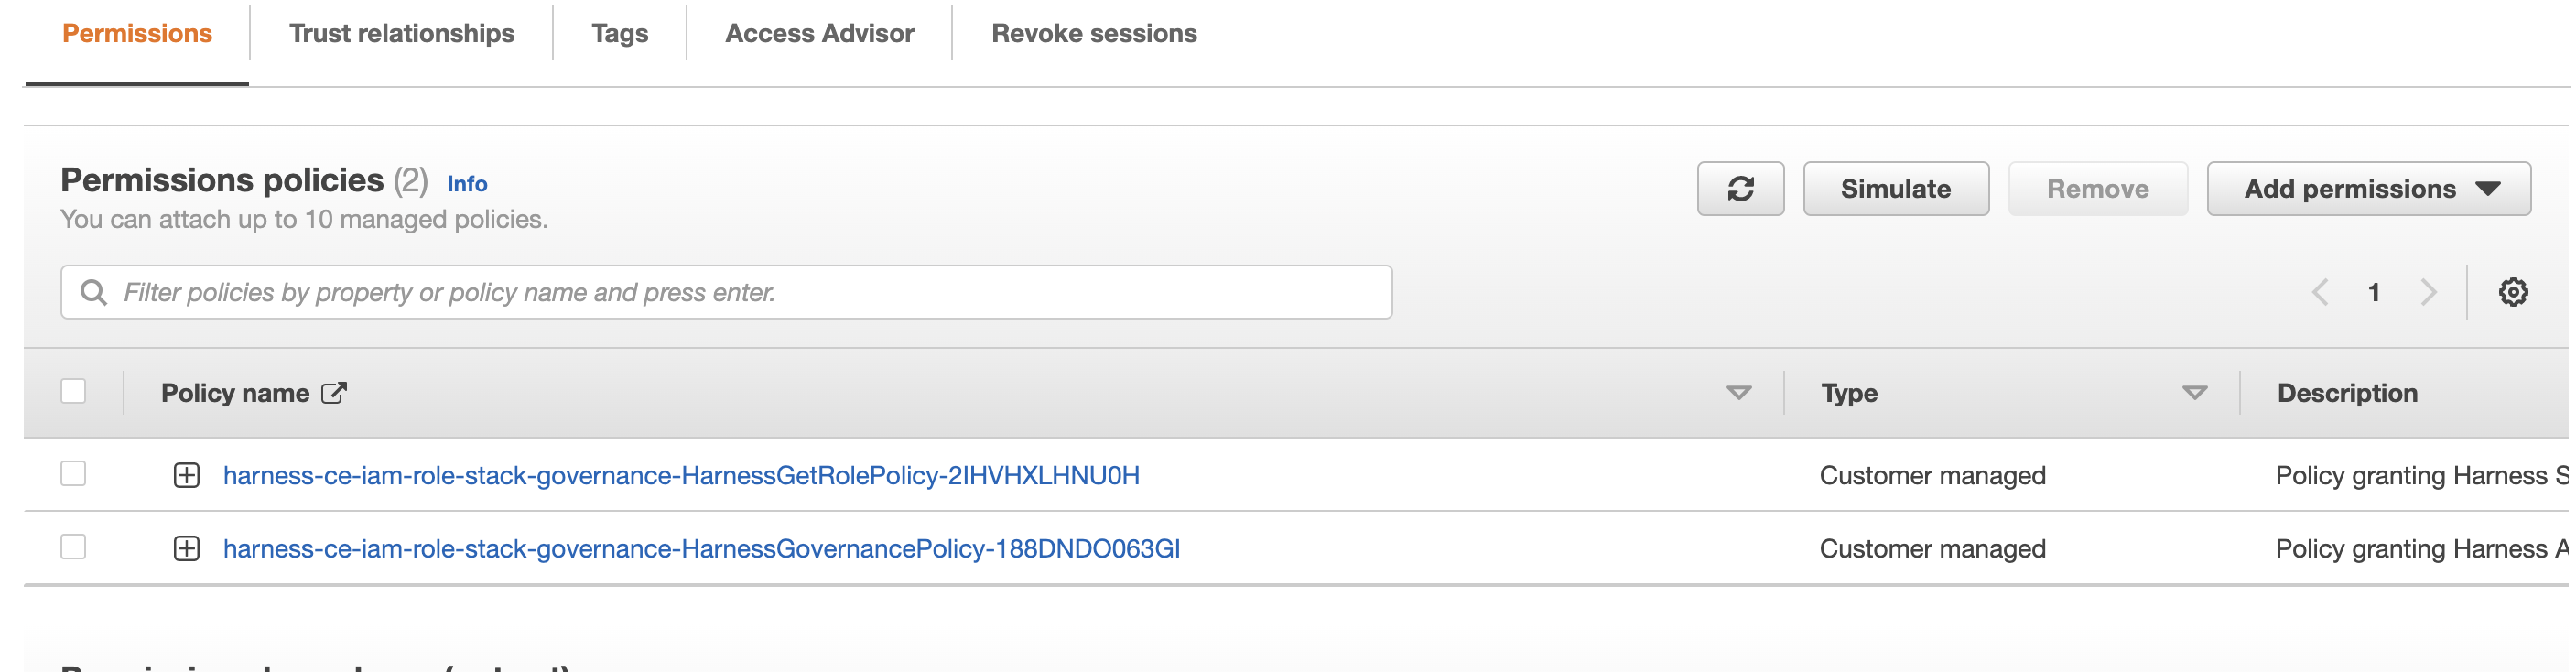 Permissions
Trust relationships
Tags
Access Advisor
Revoke sessions
Permissions policies (2) Info
You can attach up to 10 managed policies.
Simulate
Remove
Add permissions
Filter policies by property or policy name and press enter.
1
Policy name
Type
Description
harness-ce-iam-role-stack-governance-HarnessGetRolePolicy-2IHVHXLHNU0H
Customer managed
Policy granting Harness S
harness-ce-iam-role-stack-governance-HarnessGovernancePolicy-188DNDO063GI
Customer managed
Policy granting Harness A